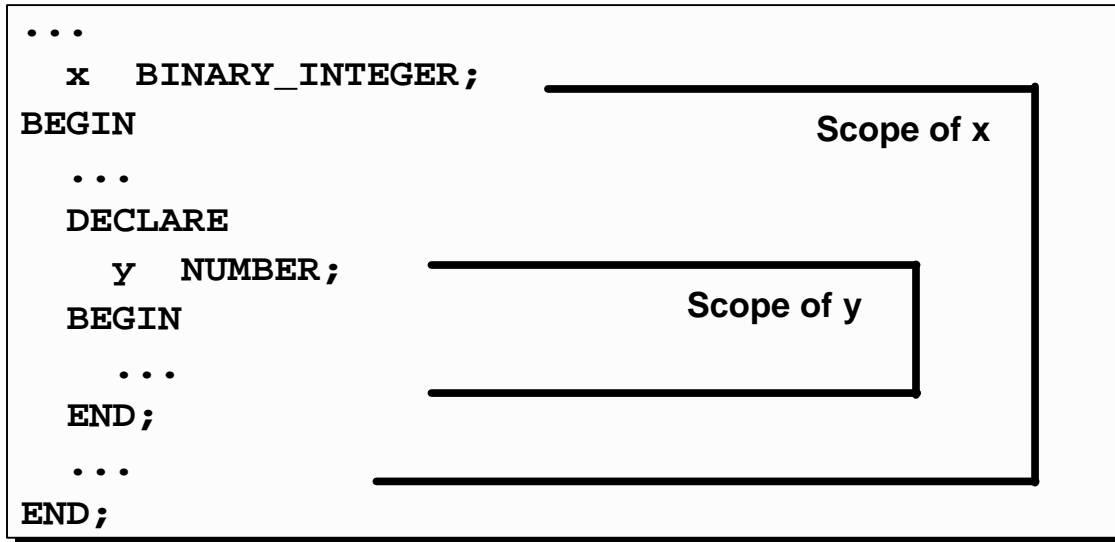 ...
x BINARY_INTEGER;
BEGIN
Scope of x
...
DECLARE
y NUMBER;
Scope of y
BEGIN
...
END;
...
END;